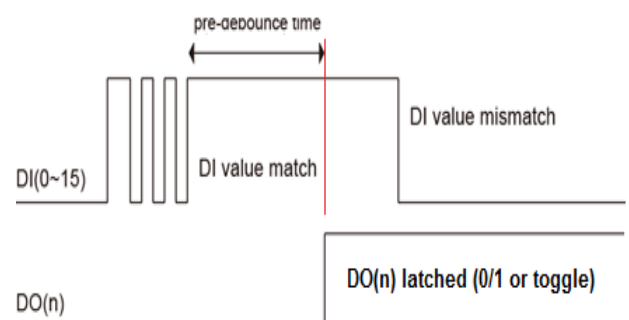 pre-debounce time
DI value mismatch
DI value match
DI(0~15)
DO(n) latched (0/1 or toggle)
DO(n)